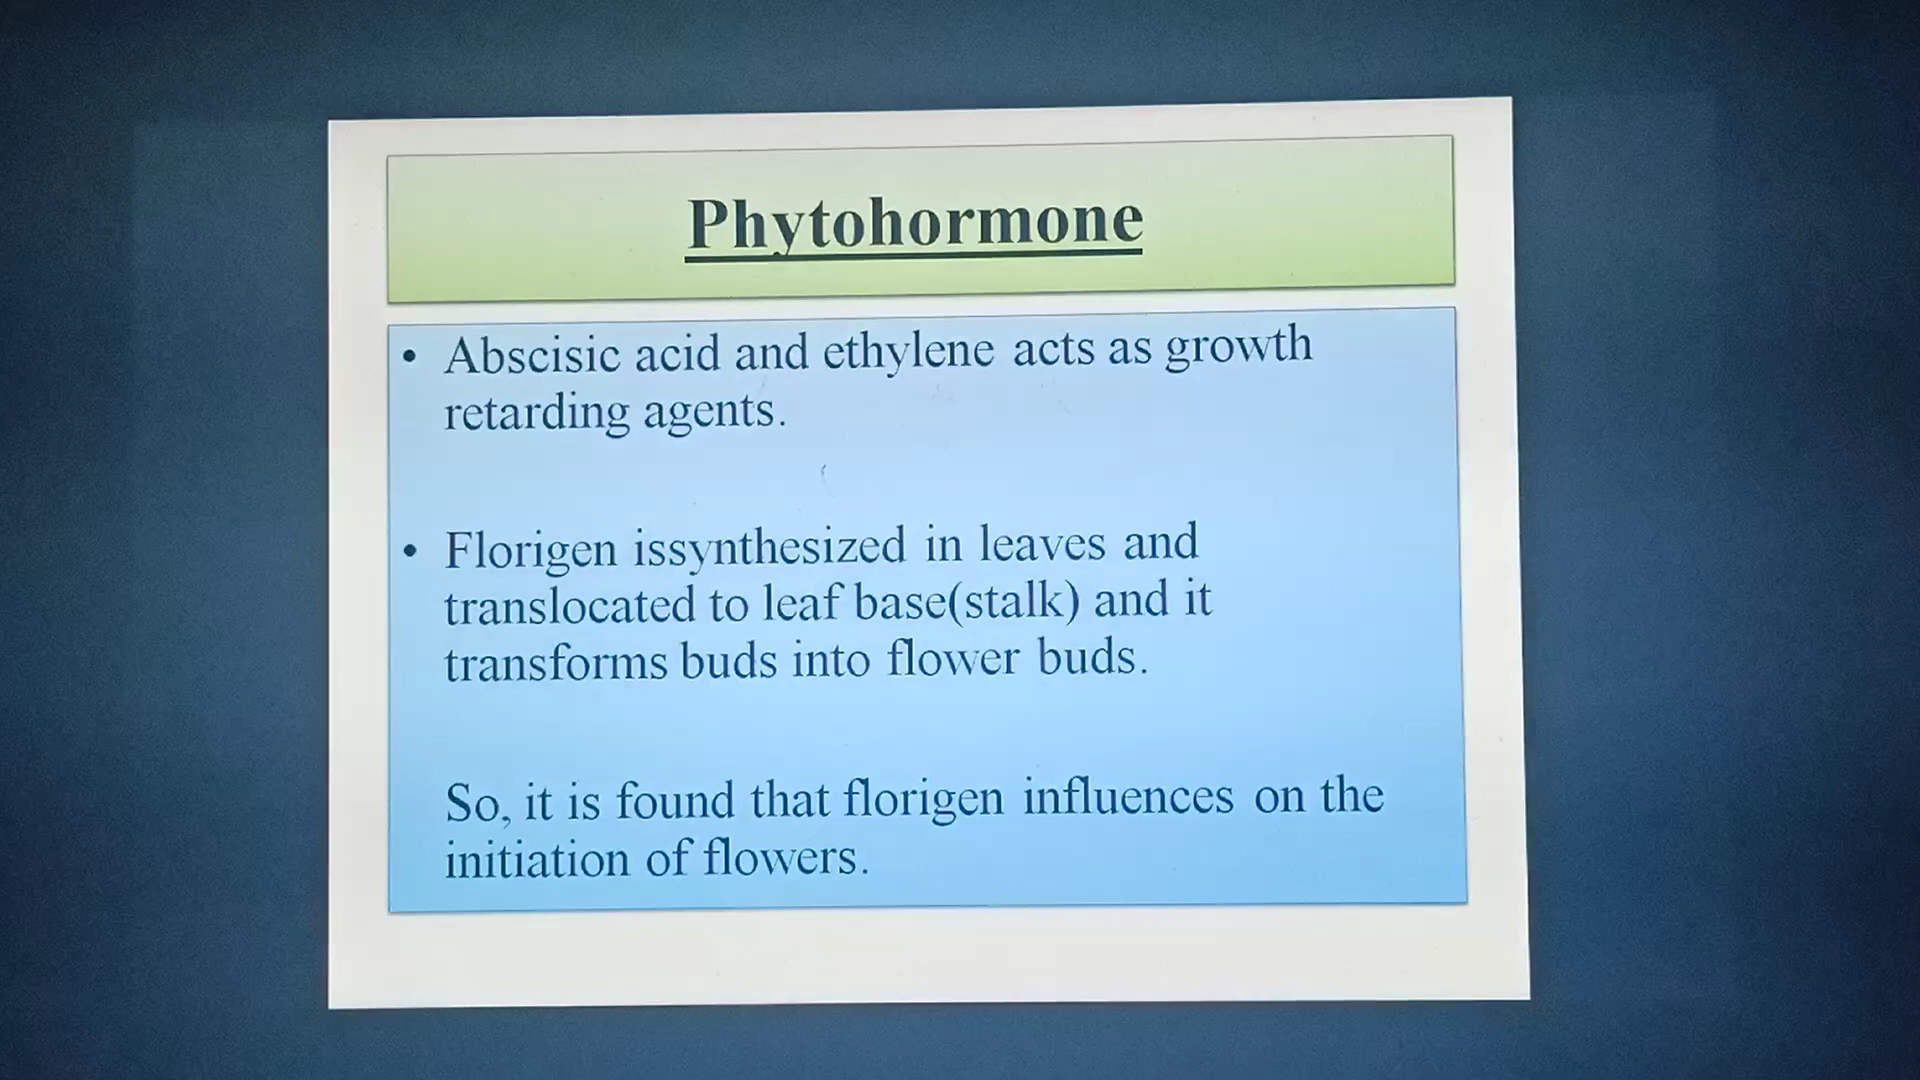 Phytohormone
• Abscisic acid and ethylene acts as growth
retarding agents.
• Florigen issynthesized in leaves and
translocated to leaf base(stalk) and it
transforms buds into flower buds.
So, it is found that florigen influences on the
initiation of flowers.